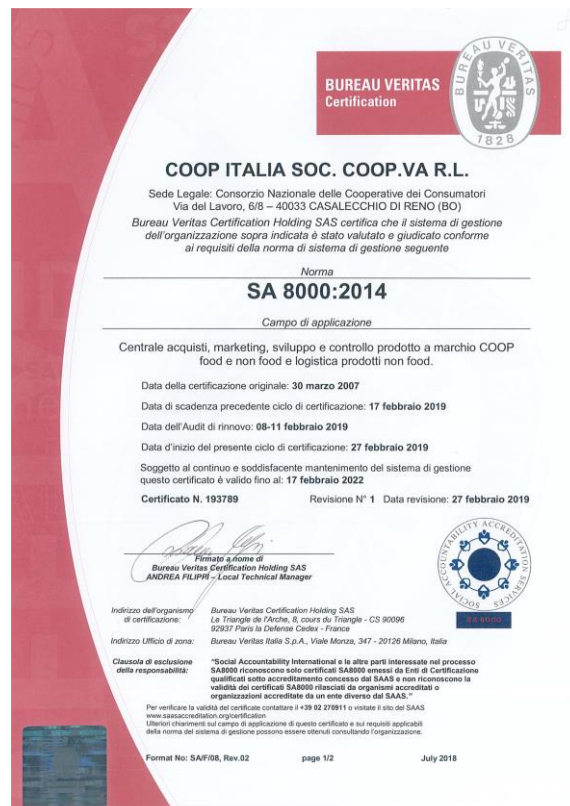 BUREAU VERITAS
Certification
BUREAU VERITAS
1828
COOP ITALIA SOC. COOP.VA R.L.
Sede Legale: Consorzio Nazionale delle Cooperative dei Consumatori
Via del Lavoro, 6/8 – 40033 CASALECCHIO DI RENO (BO)
Bureau Veritas Certification Holding SAS certifica che il sistema di gestione
dell'organizzazione sopra indicata è stato valutato e giudicato conforme
ai requisiti della norma di sistema di gestione seguente
Norma
SA 8000:2014
Campo di applicazione
Centrale acquisti, marketing, sviluppo e controllo prodotto a marchio COOP
food e non food e logistica prodotti non food.
Data della certificazione originale: 30 marzo 2007
Data di scadenza precedente ciclo di certificazione: 17 febbraio 2019
Data dell'Audit di rinnovo: 08-11 febbraio 2019
Data d'inizio del presente ciclo di certificazione: 27 febbraio 2019
Soggetto al continuo e soddisfacente mantenimento del sistema di gestione
questo certificato è valido fino al: 17 febbraio 2022
Certificato N. 193789 Revisione N° 1 Data revisione: 27 febbraio 2019
Firmato a nome di
Bureau Veritas Certification Holding SAS
ANDREA FILIPPI – Local Technical Manager
SOCIAL ACCOUNTABILITY ACCREDITATION SERVICES
SA 8000
Indirizzo dell'organismo di certificazione: Bureau Veritas Certification Holding SAS
Le Triangle de l'Arche, 8, cours du Triangle - CS 90096
92937 Paris la Defense Cedex - France
Indirizzo Ufficio di zona: Bureau Veritas Italia S.p.A., Viale Monza, 347 - 20126 Milano, Italia
Clausola di esclusione della responsabilità: "Social Accountability International e le altre parti interessate nel processo
SA8000 riconoscono solo certificati SA8000 emessi da Enti di Certificazione
qualificati sotto accreditamento concesso dal SAAS e non riconoscono la
validità dei certificati SA8000 rilasciati da organismi accreditati o
organizzazioni accreditate da un ente diverso dal SAAS."
Per verificare la validità del certificate contattare il +39 02 270911 o visitate il sito del SAAS
www.saasaccreditation.org/certification
Ulteriori chiarimenti sul campo di applicazione di questo certificato e sui requisiti applicabili
della norma del sistema di gestione possono essere ottenuti consultando l'organizzazione.
Format No: SA/F/08, Rev.02 page 1/2 July 2018